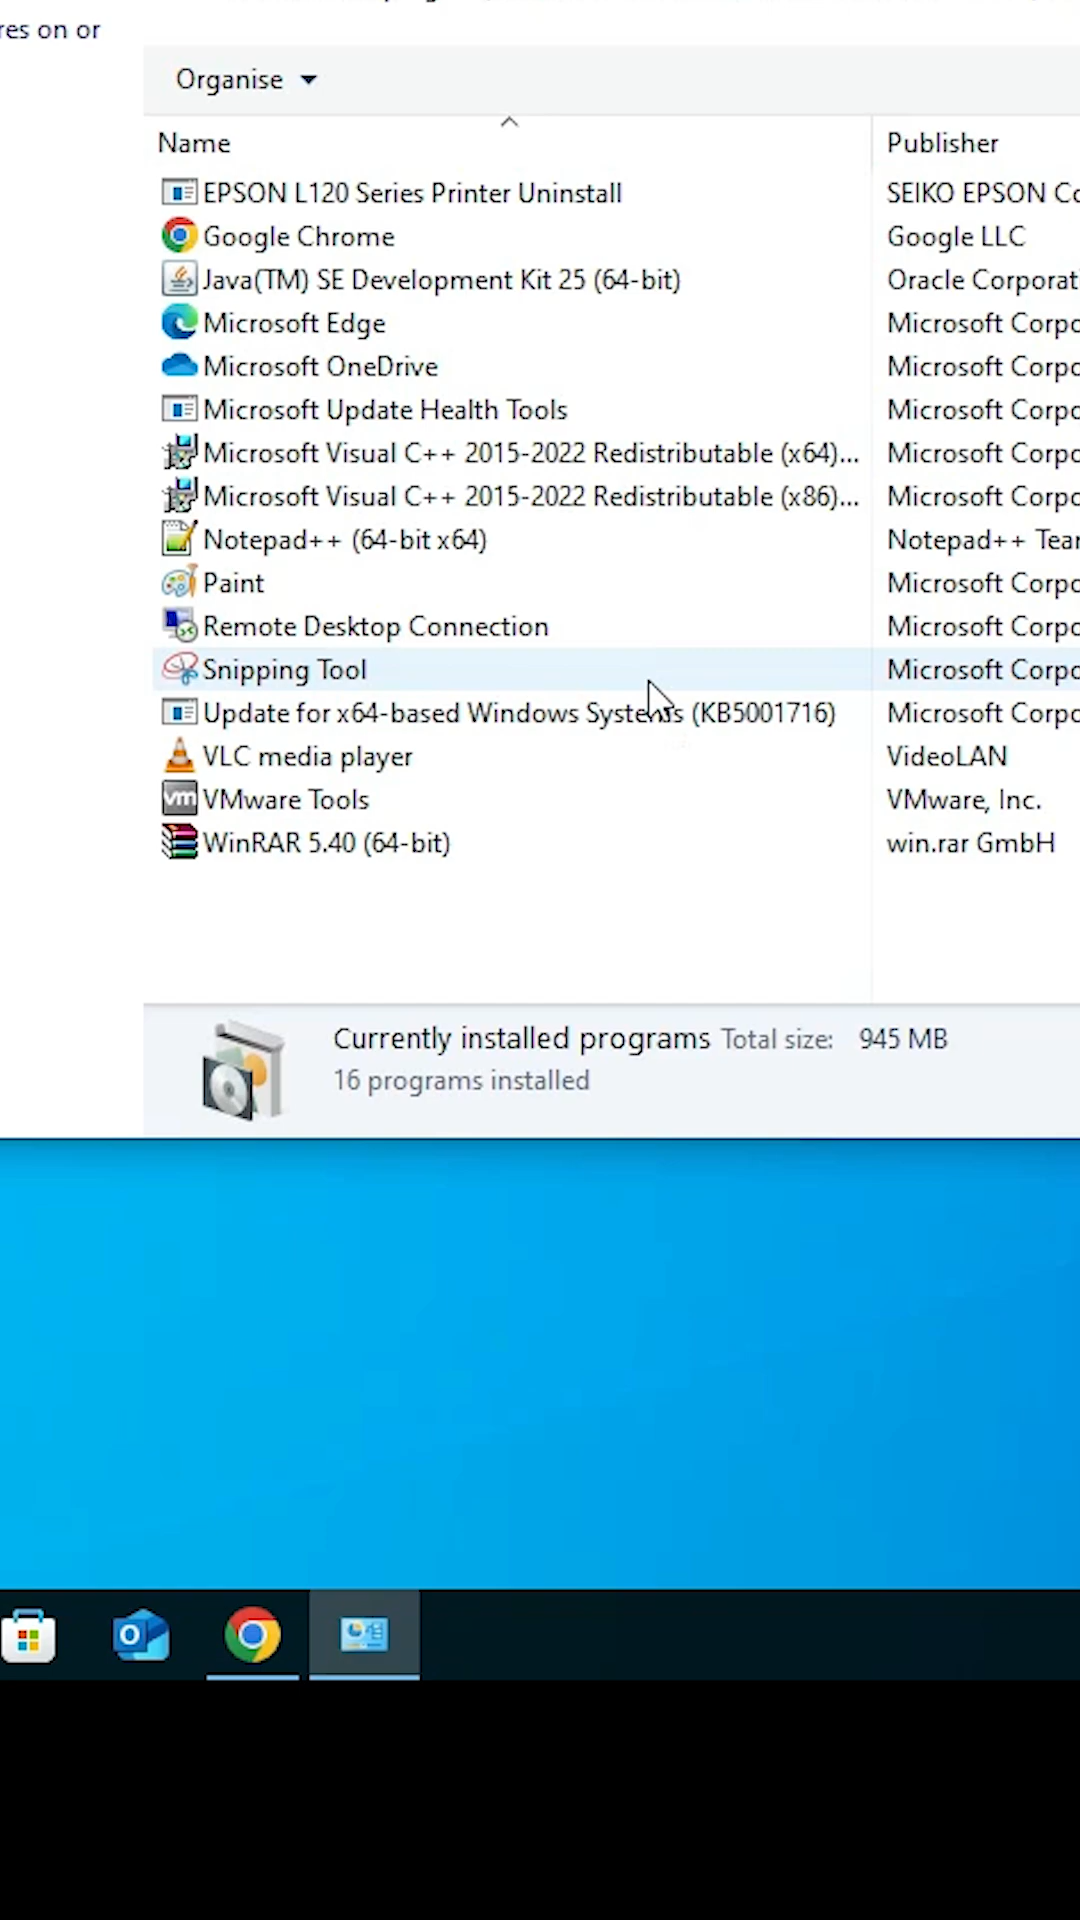 res on or
Organise
Name Publisher
EPSON L120 Series Printer Uninstall SEIKO EPSON Co
Google Chrome Google LLC
Java(TM) SE Development Kit 25 (64-bit) Oracle Corporat
Microsoft Edge Microsoft Corpo
Microsoft OneDrive Microsoft Corpo
Microsoft Update Health Tools Microsoft Corpo
Microsoft Visual C++ 2015-2022 Redistributable (x64)... Microsoft Corpo
Microsoft Visual C++ 2015-2022 Redistributable (x86)... Microsoft Corpo
Notepad++ (64-bit x64) Notepad++ Tear
Paint Microsoft Corpo
Remote Desktop Connection Microsoft Corpo
Snipping Tool Microsoft Corpo
Update for x64-based Windows Systems (KB5001716) Microsoft Corpo
VLC media player VideoLAN
vm VMware Tools VMware, Inc.
WinRAR 5.40 (64-bit) win.rar GmbH
Currently installed programs Total size: 945 MB
16 programs installed